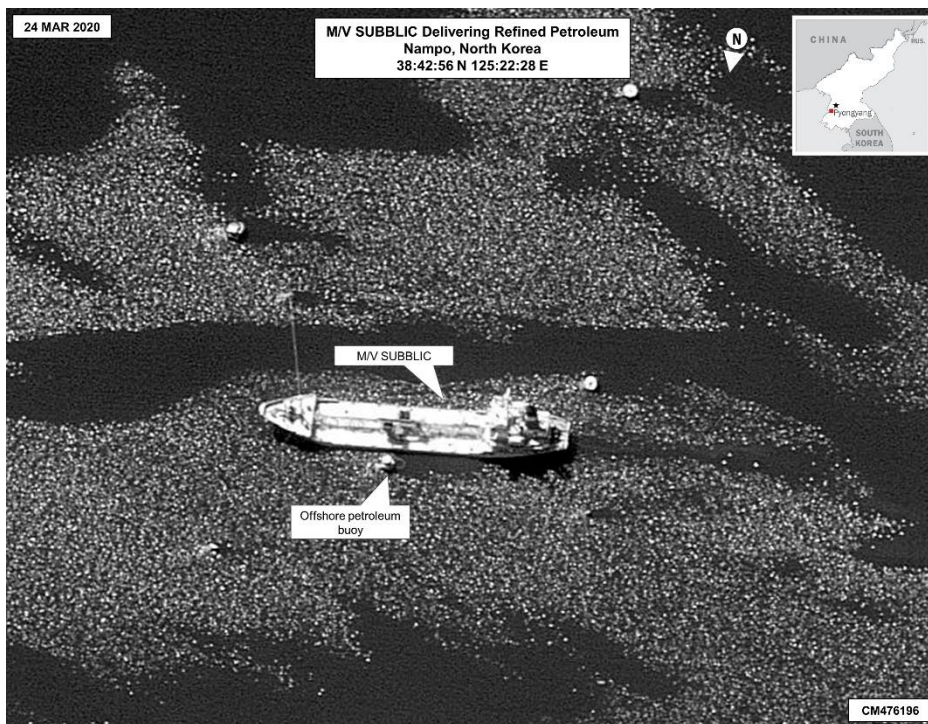 24 MAR 2020
M/V SUBBLIC Delivering Refined Petroleum
Nampo, North Korea
38:42:56 N 125:22:28 E
N
CHINA
RUS.
Pyongyang
SOUTH
KOREA
M/V SUBBLIC
Offshore petroleum
buoy
CM476196